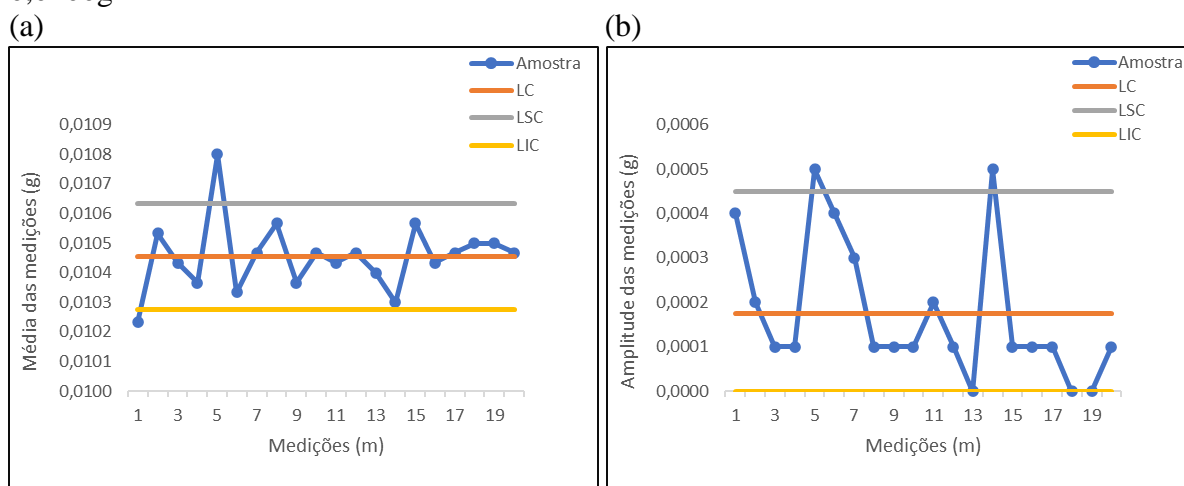 (a) (b)
Amostra
LC
LSC
LIC
0,0109
0,0108
0,0107
0,0106
0,0105
0,0104
0,0103
0,0102
0,0101
0,0100
Média das medições (g)
1 3 5 7 9 11 13 15 17 19
Medições (m)
Amostra
LC
LSC
LIC
0,0006
0,0005
0,0004
0,0003
0,0002
0,0001
0,0000
Amplitude das medições (g)
1 3 5 7 9 11 13 15 17 19
Medições (m)